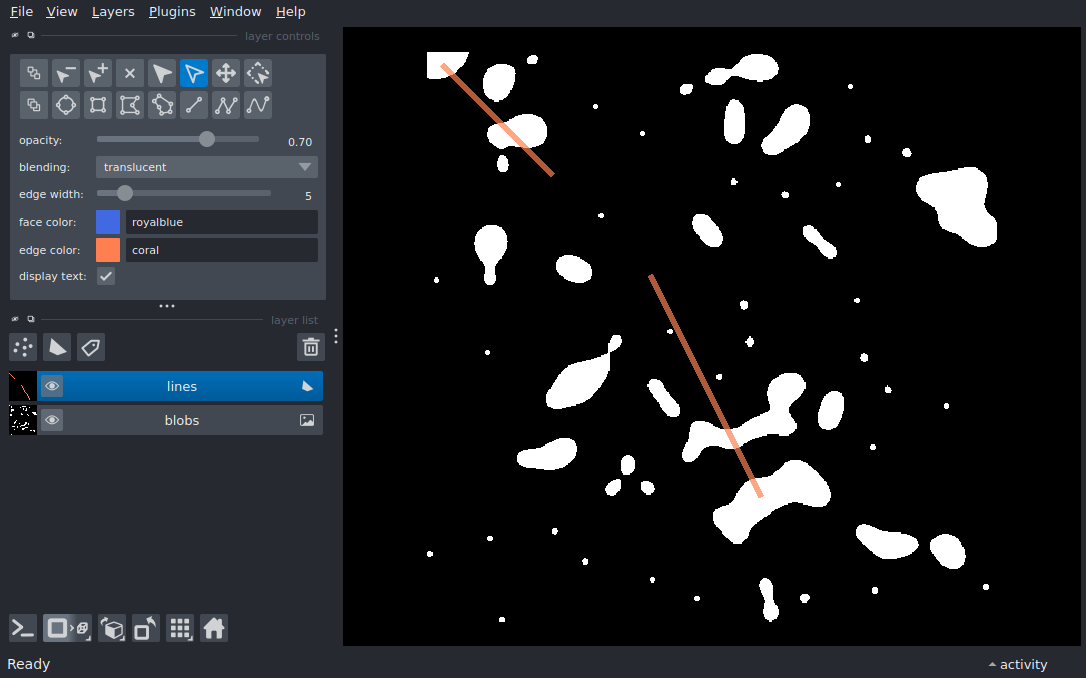 File View Layers Plugins Window Help
layer controls
opacity: 0.70
blending: translucent
edge width: 5
face color: royalblue
edge color: coral
display text:
layer list
lines
blobs
Ready
activity